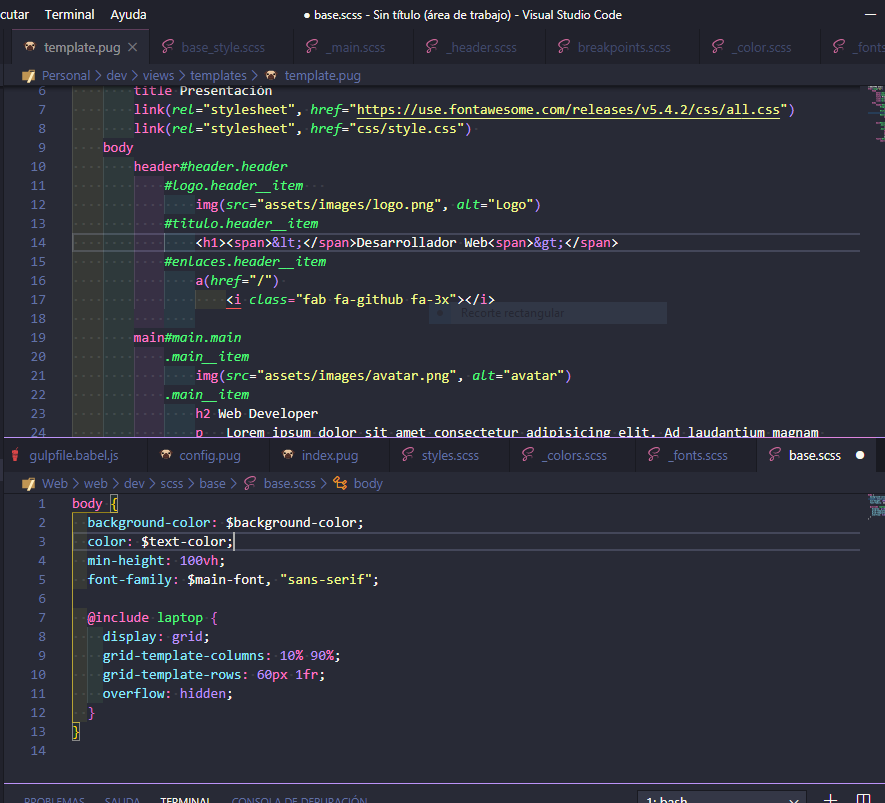 cutar Terminal Ayuda ● base.scss - Sin título (área de trabajo) - Visual Studio Code
template.pug base_style.scss _main.scss _header.scss breakpoints.scss _color.scss _fonts
Personal > dev > views > templates > template.pug
6 title Presentación
7 link(rel="stylesheet", href="https://use.fontawesome.com/releases/v5.4.2/css/all.css")
8 link(rel="stylesheet", href="css/style.css")
9 body
10 header#header.header
11 #logo.header__item
12 img(src="assets/images/logo.png", alt="Logo")
13 #titulo.header__item
14 <h1><span>&lt;</span>Desarrollador Web<span>&gt;</span>
15 #enlaces.header__item
16 a(href="/")
17 <i class="fab fa-github fa-3x"></i>
Recorte rectangular
18
19 main#main.main
20 .main__item
21 img(src="assets/images/avatar.png", alt="avatar")
22 .main__item
23 h2 Web Developer
24 p Lorem ipsum dolor sit amet consectetur adipisicing elit. Ad laudantium magnam
gulpfile.babel.js config.pug index.pug styles.scss _colors.scss _fonts.scss base.scss
Web > web > dev > scss > base > base.scss > body
1 body {
2 background-color: $background-color;
3 color: $text-color;
4 min-height: 100vh;
5 font-family: $main-font, "sans-serif";
6
7 @include laptop {
8 display: grid;
9 grid-template-columns: 10% 90%;
10 grid-template-rows: 60px 1fr;
11 overflow: hidden;
12 }
13 }
14
PROBLEMAS SALIDA TERMINAL CONSOLA DE DEPURACIÓN 1: bash